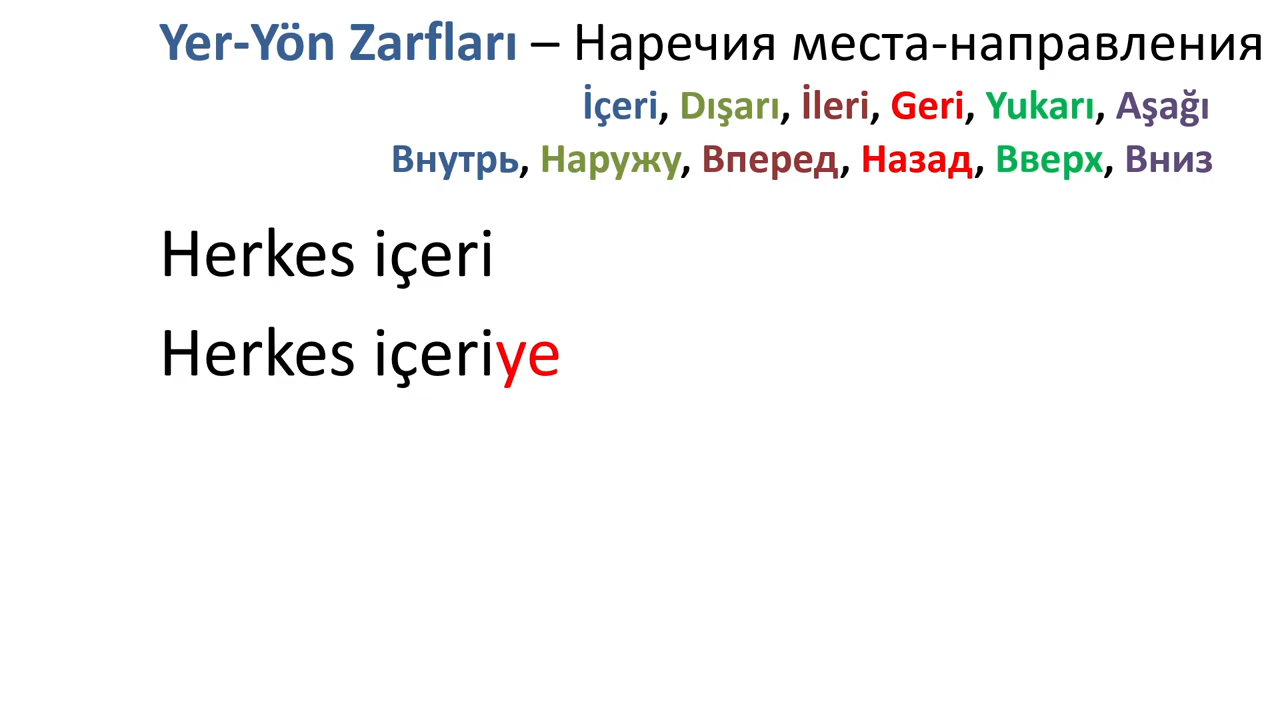 Yer-Yön Zarfları – Наречия места-направления
İçeri, Dışarı, İleri, Geri, Yukarı, Aşağı
Внутрь, Наружу, Вперед, Назад, Вверх, Вниз
Herkes içeri
Herkes içeriye